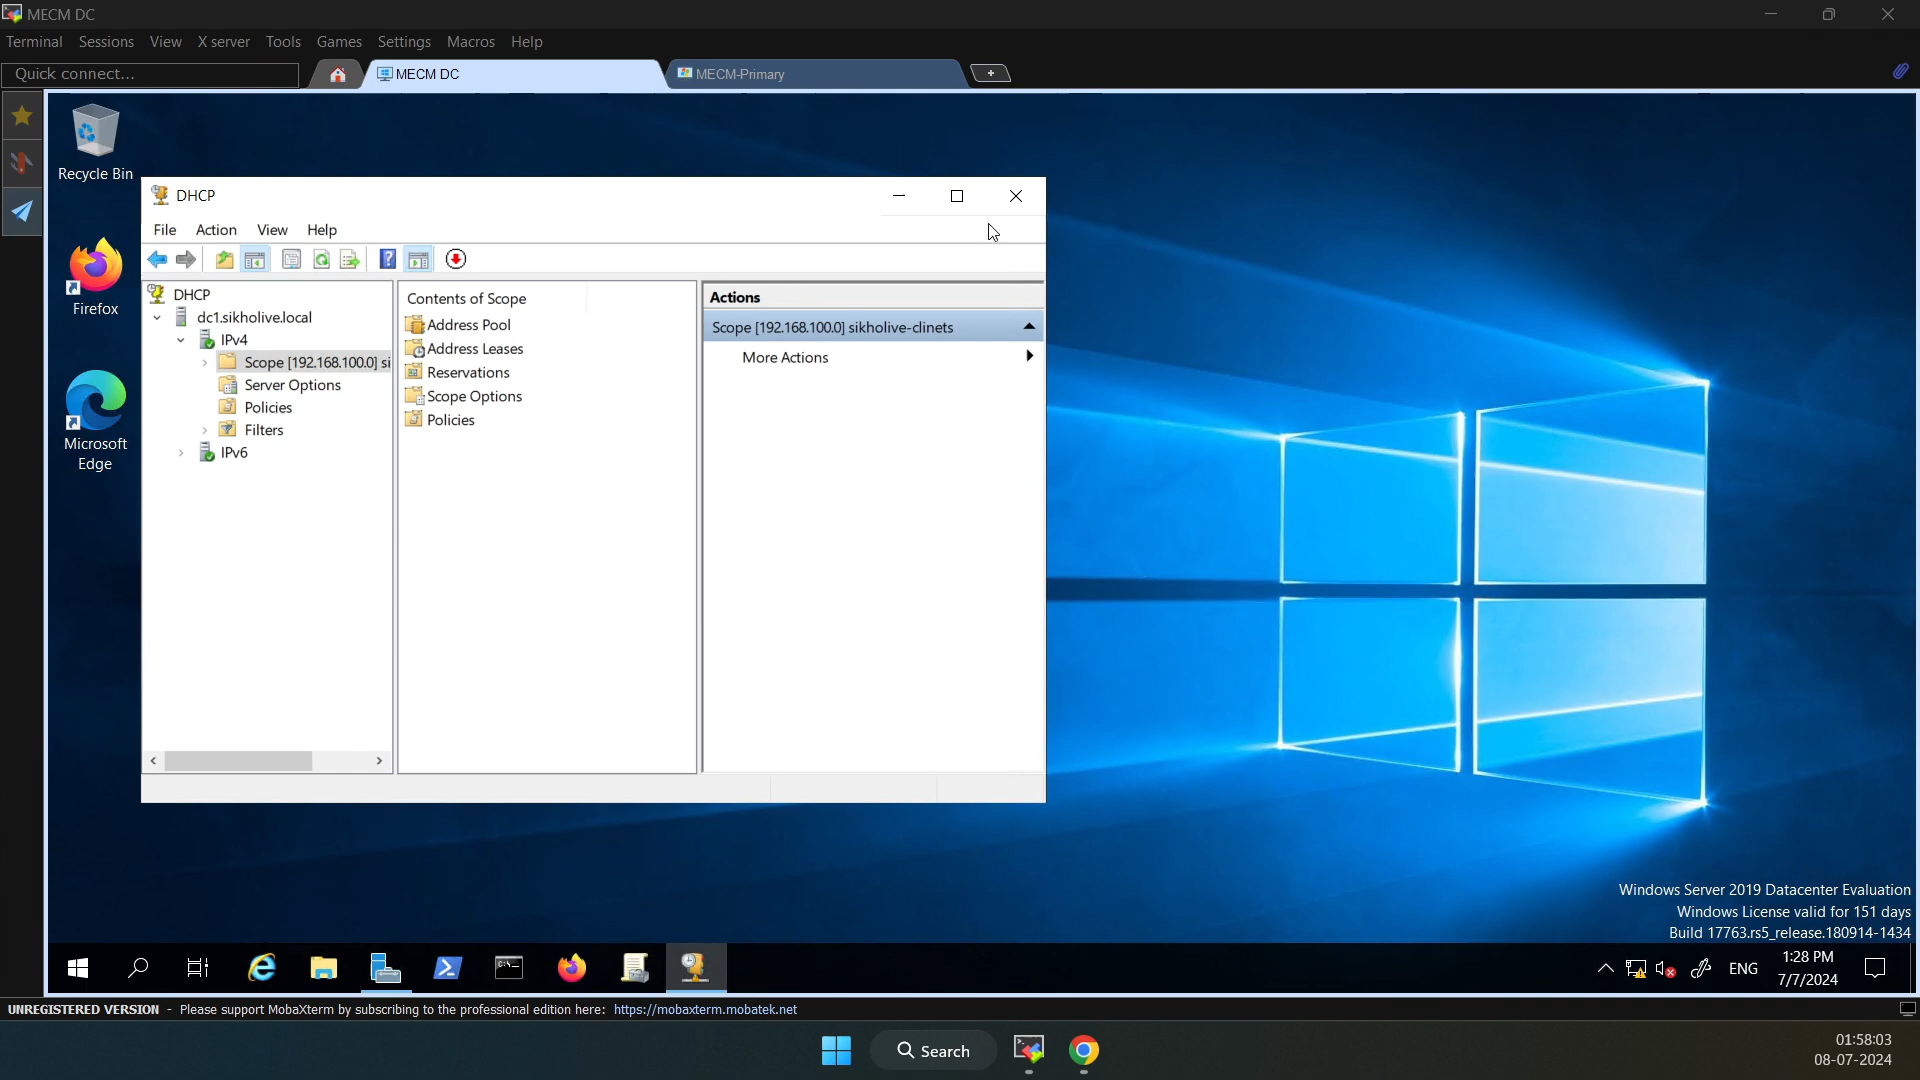 MECM DC
Terminal Sessions View X server Tools Games Settings Macros Help
Quick connect...
MECM DC
MECM-Primary
Recycle Bin
Firefox
Microsoft
Edge
DHCP
File Action View Help
DHCP
dc1.sikholive.local
IPv4
Scope [192.168.100.0] si
Server Options
Policies
Filters
IPv6
Contents of Scope
Address Pool
Address Leases
Reservations
Scope Options
Policies
Actions
Scope [192.168.100.0] sikholive-clinets
More Actions
Windows Server 2019 Datacenter Evaluation
Windows License valid for 151 days
Build 17763.rs5_release.180914-1434
ENG
1:28 PM
7/7/2024
UNREGISTERED VERSION - Please support MobaXterm by subscribing to the professional edition here: https://mobaxterm.mobatek.net
Search
01:58:03
08-07-2024